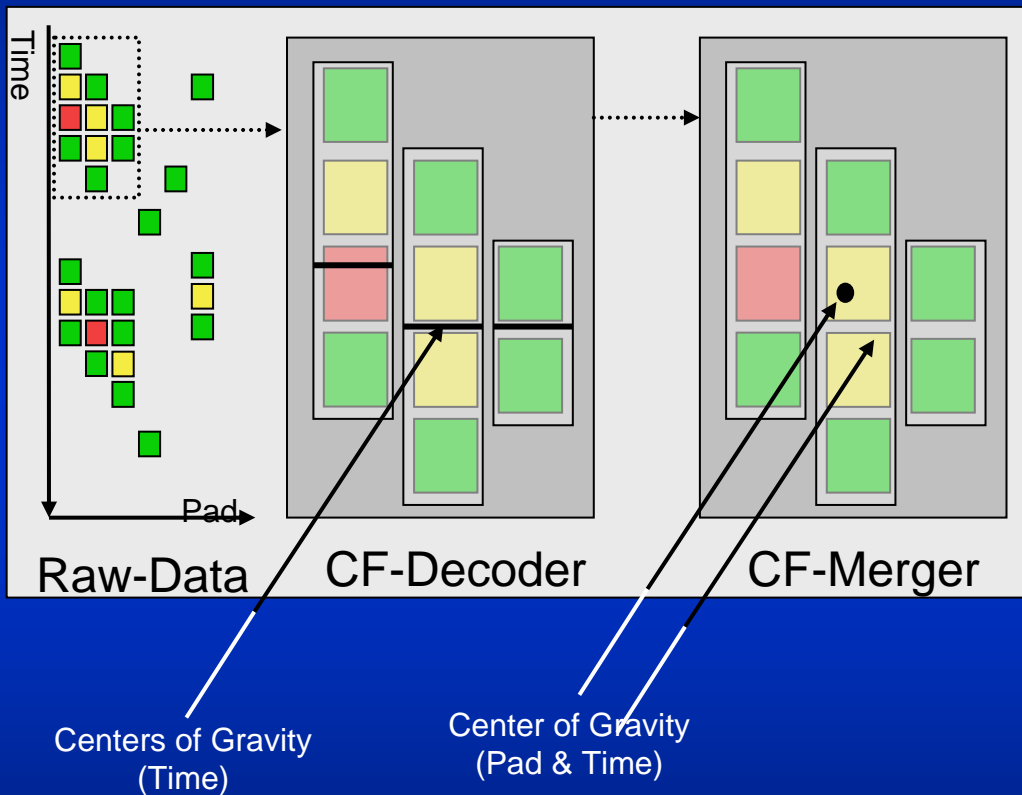 Time
Pad
Raw-Data
CF-Decoder
CF-Merger
Centers of Gravity
(Time)
Center of Gravity
(Pad & Time)